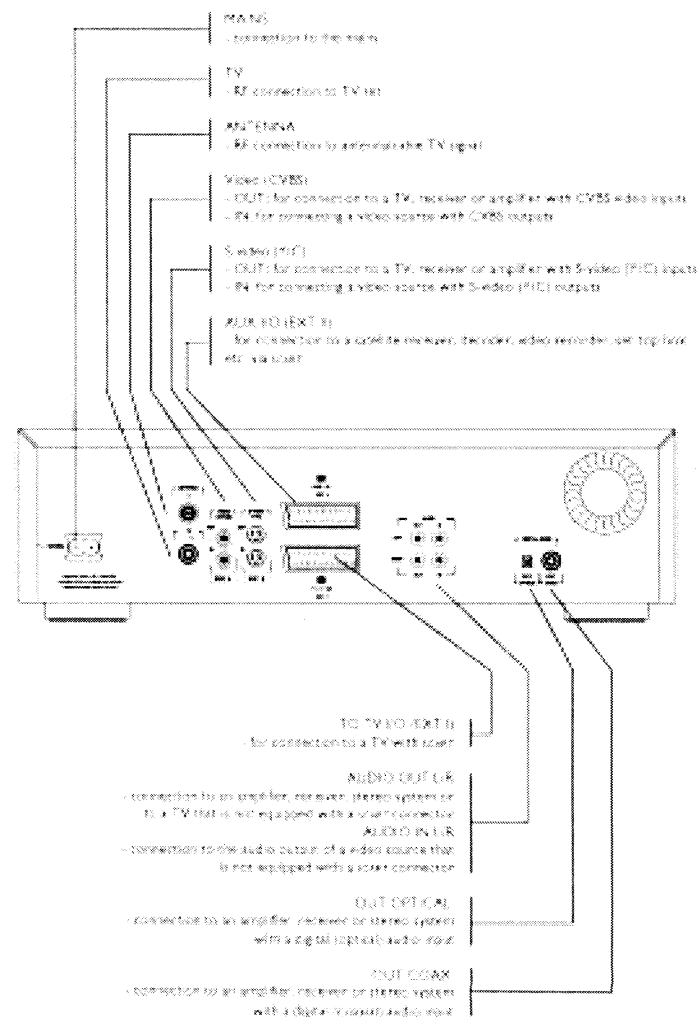 MAINS
- connection to the mains
TV
- RF connection to TV set
ANTENNA
- RF connection to antenna/cable TV signal
Video (CVBS)
- OUT: for connection to a TV, receiver or amplifier with CVBS video inputs
- IN: for connecting a video source with CVBS outputs
S-video (Y/C)
- OUT: for connection to a TV, receiver or amplifier with S-video (Y/C) inputs
- IN: for connecting a video source with S-video (Y/C) outputs
AUX I/O (EXT 2)
- for connection to a satellite receiver, decoder, video recorder, set top box
etc. via scart
TO TV I/O (EXT 1)
- for connection to a TV with scart
AUDIO OUT L/R
- connection to an amplifier, receiver, stereo system or
to a TV that is not equipped with a scart connector
AUDIO IN L/R
- connection to the audio output of a video source that
is not equipped with a scart connector
OUT OPTICAL
- connection to an amplifier, receiver or stereo system
with a digital (optical) audio input
OUT COAX
- connection to an amplifier, receiver or stereo system
with a digital (coaxial) audio input